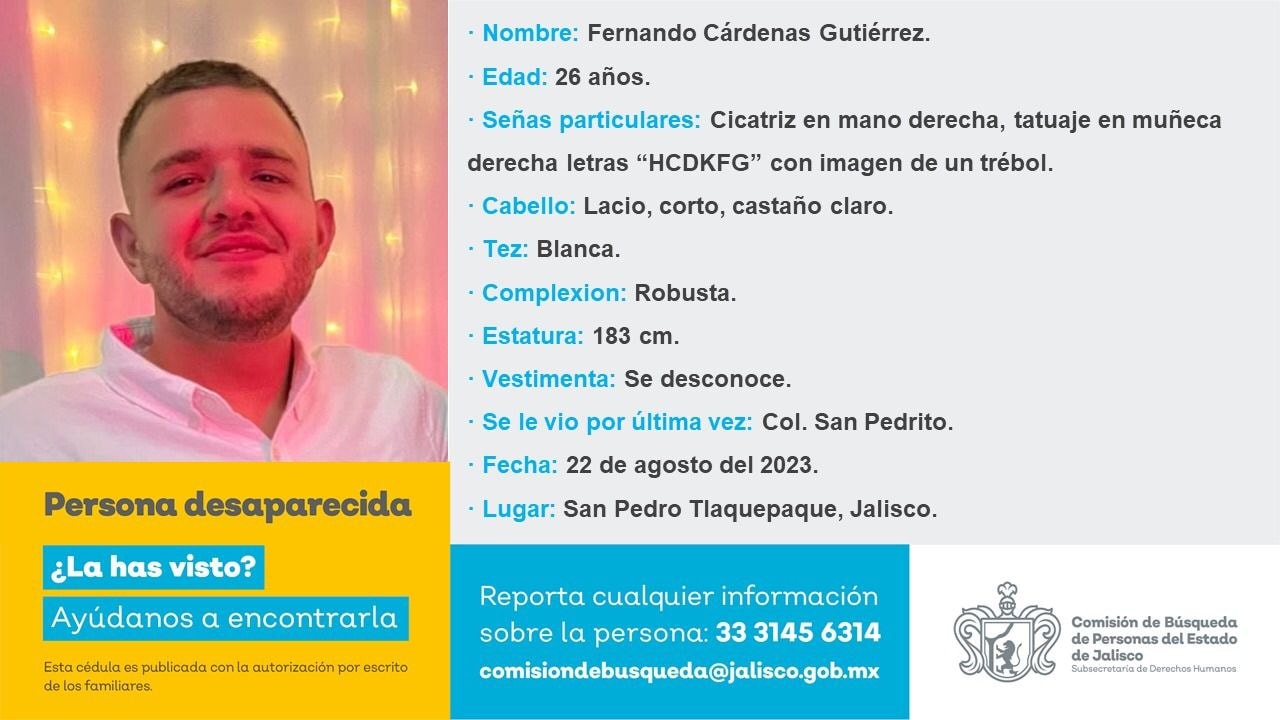 · Nombre: Fernando Cárdenas Gutiérrez.
· Edad: 26 años.
· Señas particulares: Cicatriz en mano derecha, tatuaje en muñeca
derecha letras “HCDKFG” con imagen de un trébol.
· Cabello: Lacio, corto, castaño claro.
· Tez: Blanca.
· Complexion: Robusta.
· Estatura: 183 cm.
· Vestimenta: Se desconoce.
· Se le vio por última vez: Col. San Pedrito.
· Fecha: 22 de agosto del 2023.
· Lugar: San Pedro Tlaquepaque, Jalisco.
Persona desaparecida
¿La has visto?
Ayúdanos a encontrarla
Esta cédula es publicada con la autorización por escrito
de los familiares.
Reporta cualquier información
sobre la persona: 33 3145 6314
comisiondebusqueda@jalisco.gob.mx
Comisión de Búsqueda
de Personas del Estado
de Jalisco
Subsecretaría de Derechos Humanos